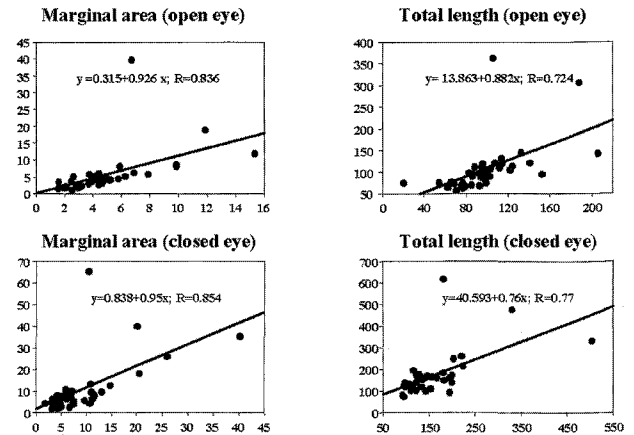 Marginal area (open eye)
Total length (open eye)
45
40
35
30
25
20
15
10
5
0
y =0.315+0.926 x; R=0.836
0 2 4 6 8 10 12 14 16
400
350
300
250
200
150
100
50
y= 13.863+0.882x; R=0.724
0 40 80 120 160 200
Marginal area (closed eye)
Total length (closed eye)
70
60
50
40
30
20
10
0
y=0.838+0.95x; R=0.854
0 5 10 15 20 25 30 35 40 45
700
600
500
400
300
200
100
0
y=40.593+0.76x; R=0.77
50 150 250 350 450 550